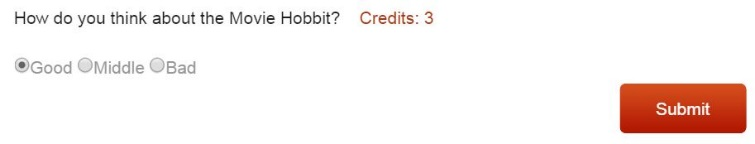 How do you think about the Movie Hobbit? Credits: 3
Good Middle Bad
Submit